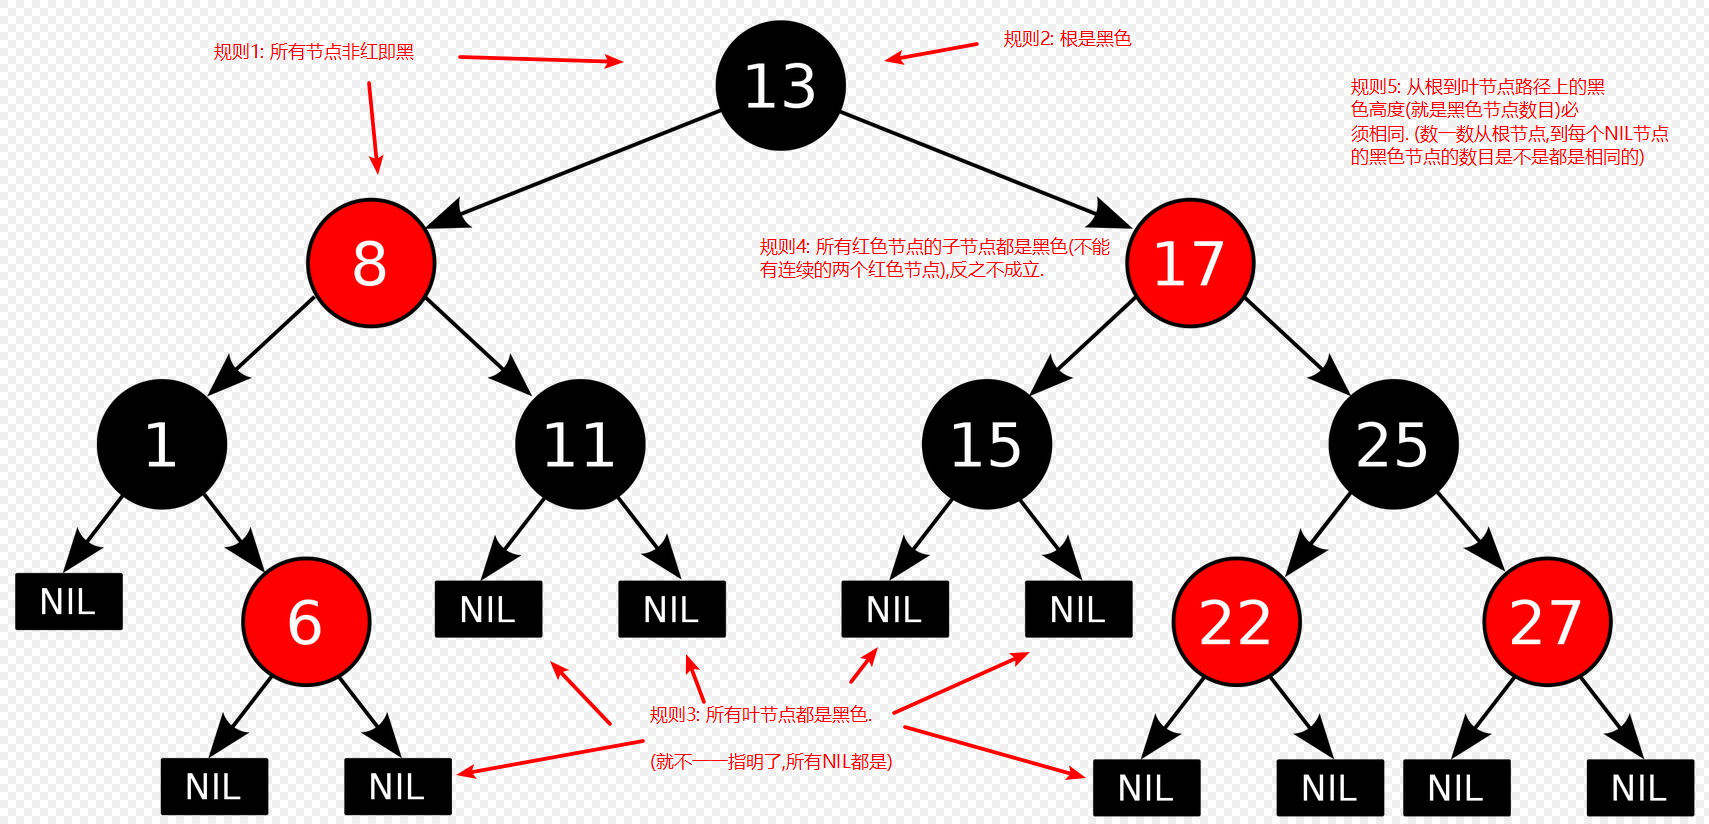 规则1: 所有节点非红即黑
规则2: 根是黑色
13
规则5: 从根到叶节点路径上的黑
色高度(就是黑色节点数目)必
须相同. (数一数从根节点,到每个NIL节点
的黑色节点的数目是不是都是相同的)
8
规则4: 所有红色节点的子节点都是黑色(不能
有连续的两个红色节点),反之不成立.
17
1
11
15
25
NIL
6
NIL
NIL
NIL
NIL
22
27
规则3: 所有叶节点都是黑色.
(就不一一指明了,所有NIL都是)
NIL
NIL
NIL
NIL
NIL
NIL